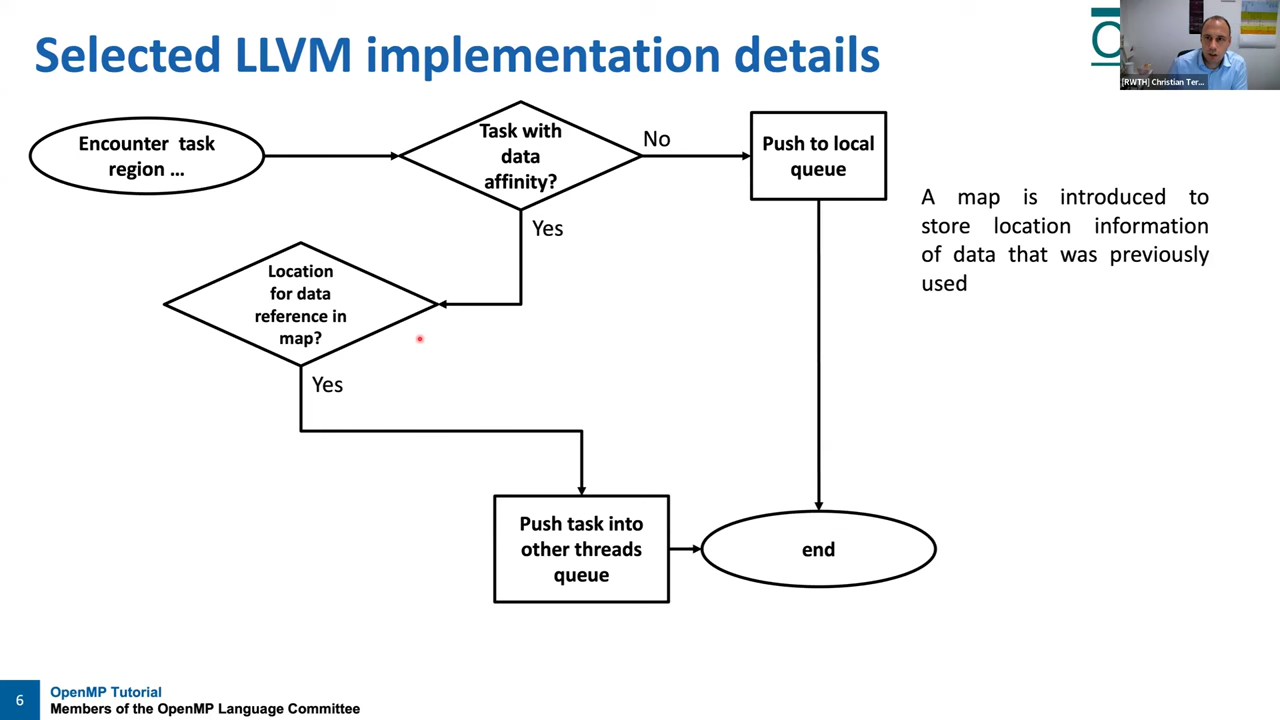 Selected LLVM implementation details
[RWTH] Christian Ter...
Encounter task
region ...
Task with
data
affinity?
No
Push to local
queue
Yes
A map is introduced to
store location information
of data that was previously
used
Location
for data
reference in
map?
Yes
Push task into
other threads
queue
end
6
OpenMP Tutorial
Members of the OpenMP Language Committee